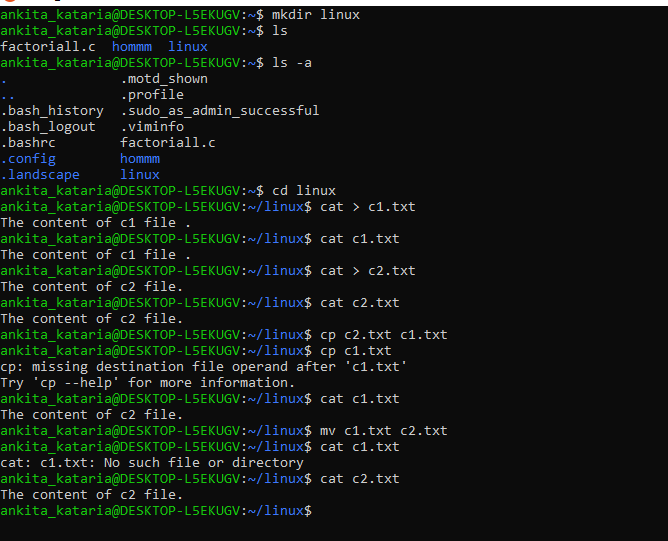 ankita_kataria@DESKTOP-L5EKUGV:~$ mkdir linux
ankita_kataria@DESKTOP-L5EKUGV:~$ ls
factoriall.c  hommm  linux
ankita_kataria@DESKTOP-L5EKUGV:~$ ls -a
.              .motd_shown
..             .profile
.bash_history  .sudo_as_admin_successful
.bash_logout   .viminfo
.bashrc        factoriall.c
.config        hommm
.landscape     linux
ankita_kataria@DESKTOP-L5EKUGV:~$ cd linux
ankita_kataria@DESKTOP-L5EKUGV:~/linux$ cat > c1.txt
The content of c1 file .
ankita_kataria@DESKTOP-L5EKUGV:~/linux$ cat c1.txt
The content of c1 file .
ankita_kataria@DESKTOP-L5EKUGV:~/linux$ cat > c2.txt
The content of c2 file.
ankita_kataria@DESKTOP-L5EKUGV:~/linux$ cat c2.txt
The content of c2 file.
ankita_kataria@DESKTOP-L5EKUGV:~/linux$ cp c2.txt c1.txt
ankita_kataria@DESKTOP-L5EKUGV:~/linux$ cp c1.txt
cp: missing destination file operand after 'c1.txt'
Try 'cp --help' for more information.
ankita_kataria@DESKTOP-L5EKUGV:~/linux$ cat c1.txt
The content of c2 file.
ankita_kataria@DESKTOP-L5EKUGV:~/linux$ mv c1.txt c2.txt
ankita_kataria@DESKTOP-L5EKUGV:~/linux$ cat c1.txt
cat: c1.txt: No such file or directory
ankita_kataria@DESKTOP-L5EKUGV:~/linux$ cat c2.txt
The content of c2 file.
ankita_kataria@DESKTOP-L5EKUGV:~/linux$